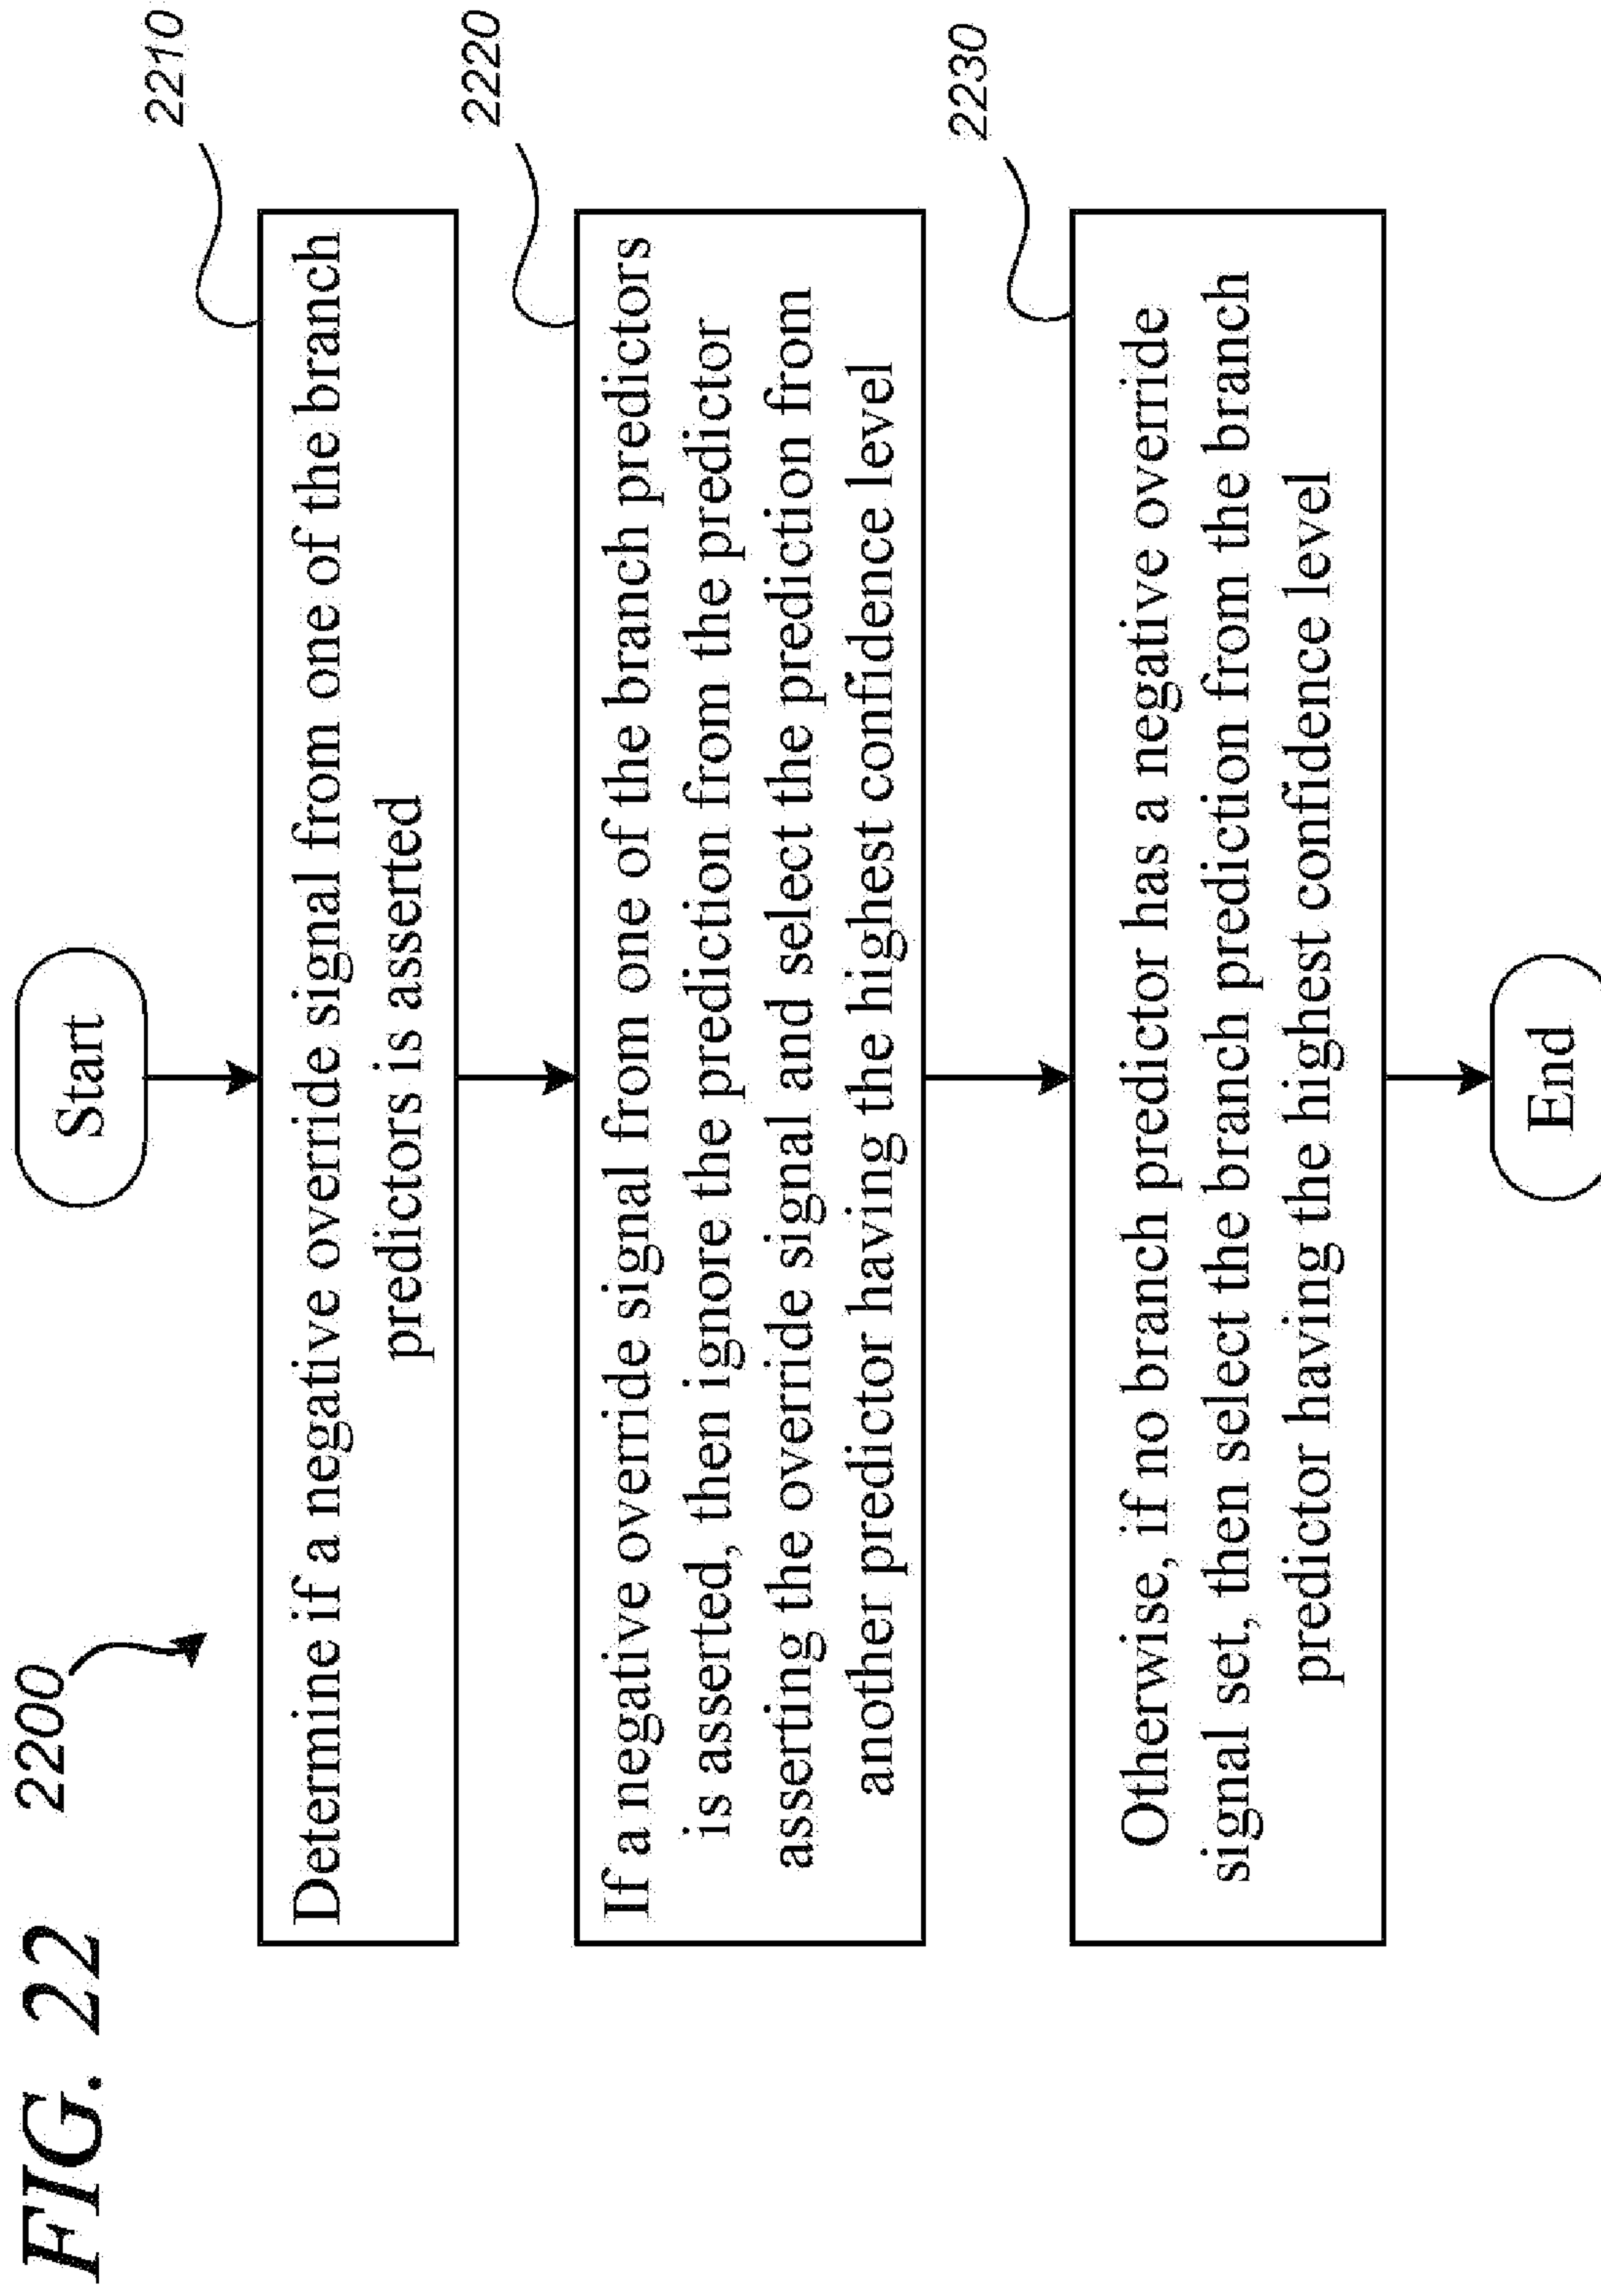 FIG. 22
2200
Start
2210
Determine if a negative override signal from one of the branch
predictors is asserted
2220
If a negative override signal from one of the branch predictors
is asserted, then ignore the prediction from the predictor
asserting the override signal and select the prediction from
another predictor having the highest confidence level
2230
Otherwise, if no branch predictor has a negative override
signal set, then select the branch prediction from the branch
predictor having the highest confidence level
End